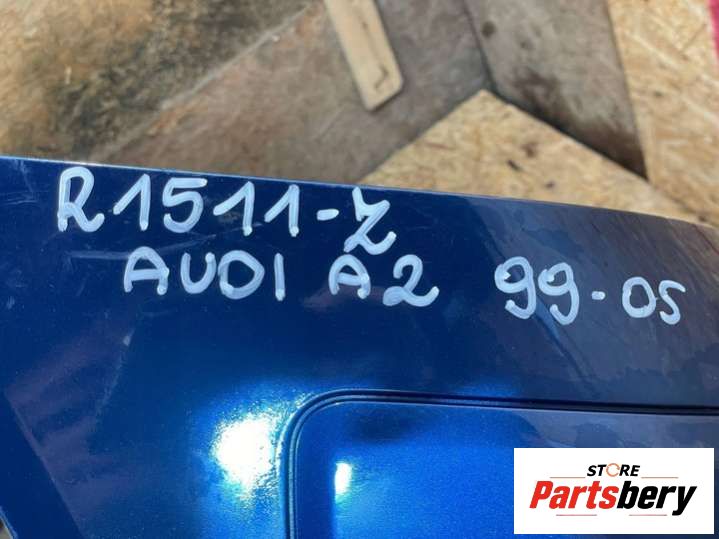 R1511-Z
AUDI A2 99-05
STORE
Partsbery